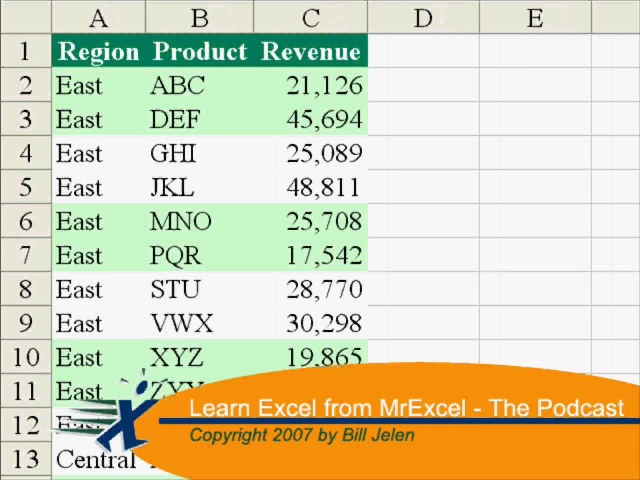 A B C D E
1 Region Product Revenue
2 East ABC 21,126
3 East DEF 45,694
4 East GHI 25,089
5 East JKL 48,811
6 East MNO 25,708
7 East PQR 17,542
8 East STU 28,770
9 East VWX 30,298
10 East XYZ 19,865
11 East
Learn Excel from MrExcel - The Podcast
12 East
Copyright 2007 by Bill Jelen
13 Central